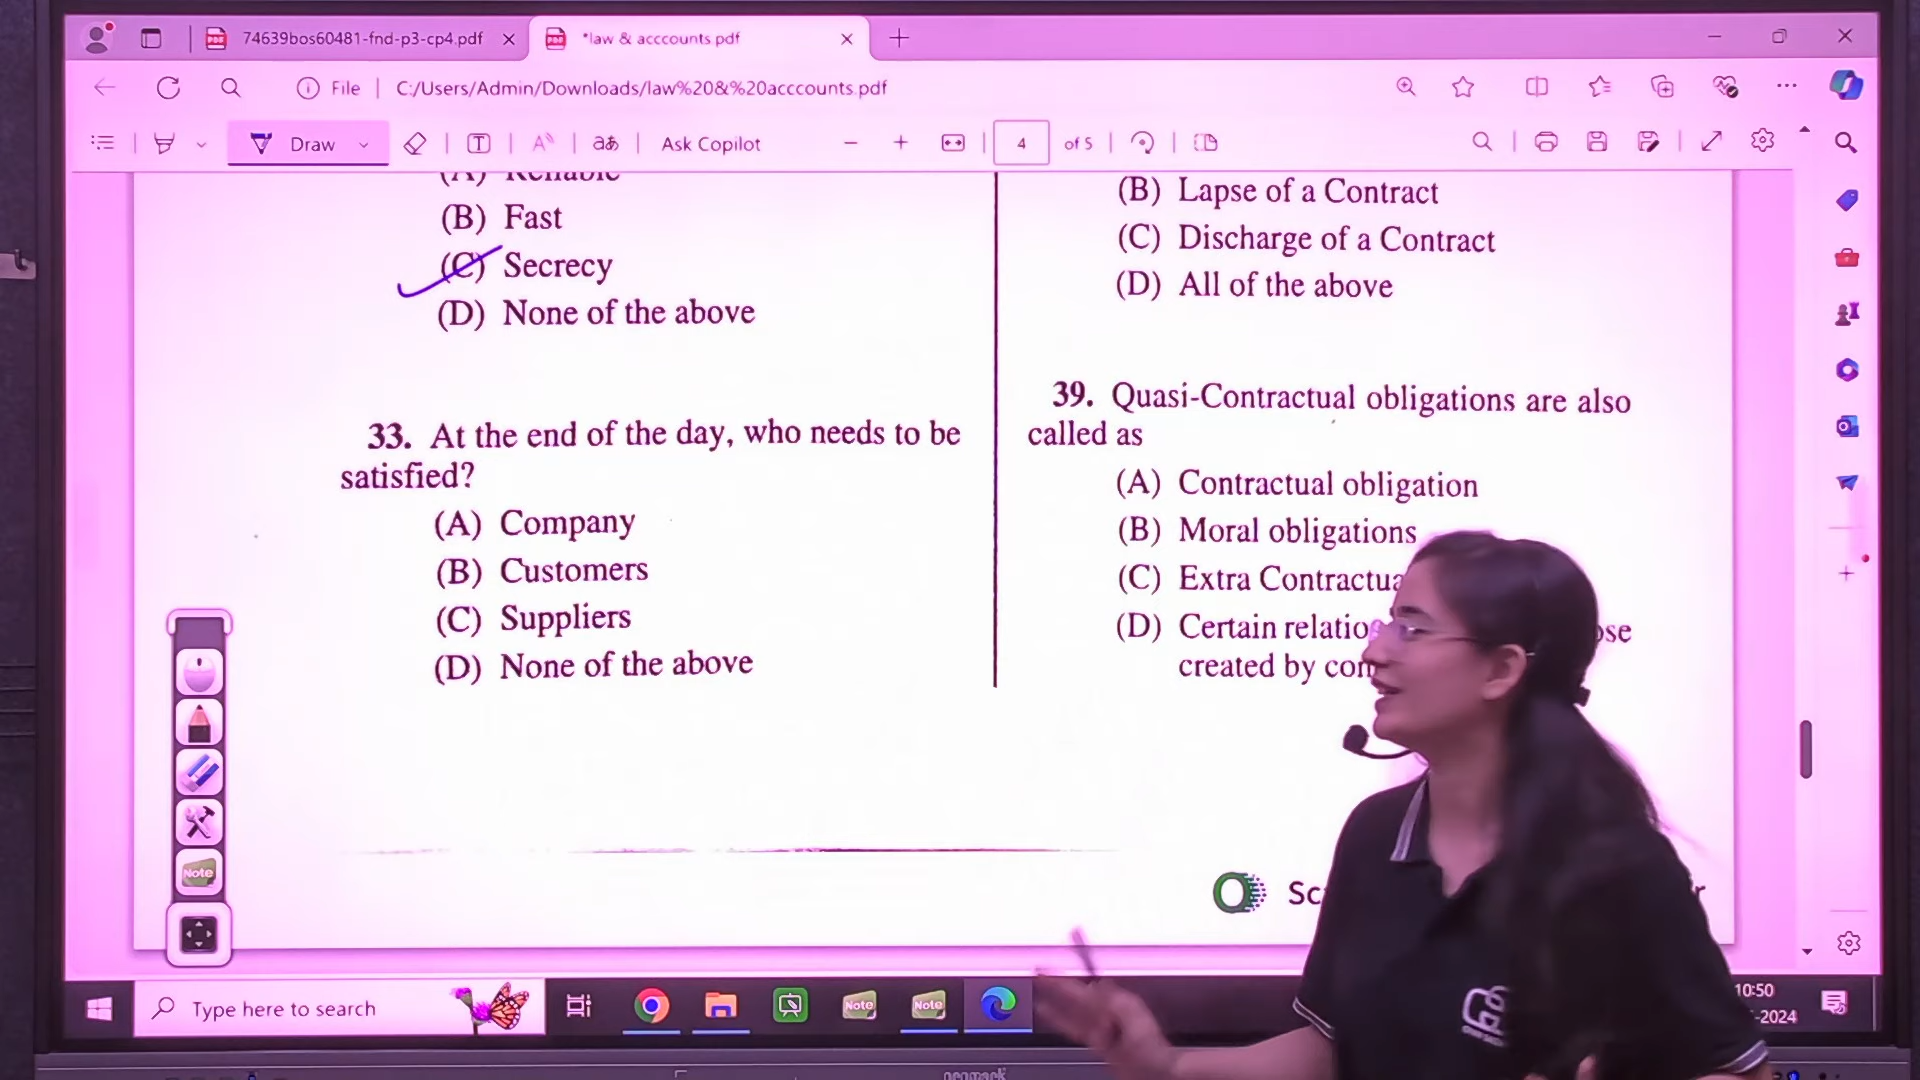 74639bos60481-fnd-p3-cp4.pdf
*law & acccounts.pdf
File
C:/Users/Admin/Downloads/law%20&%20acccounts.pdf
Draw
Ask Copilot
4 of 5
(A) Reliable
(B) Fast
(C) Secrecy
(D) None of the above
33. At the end of the day, who needs to be
satisfied?
(A) Company
(B) Customers
(C) Suppliers
(D) None of the above
(B) Lapse of a Contract
(C) Discharge of a Contract
(D) All of the above
39. Quasi-Contractual obligations are also
called as
(A) Contractual obligation
(B) Moral obligations
(C) Extra
(D) Certain
created by
Note
Type here to search
Note
Note
10:50
-2024